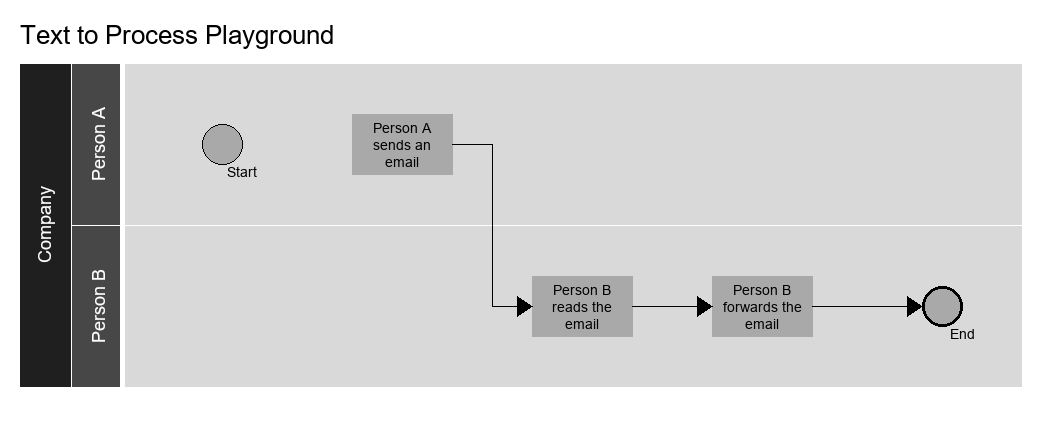 Text to Process Playground
Company
Person A
Start
Person A
sends an
email
Person B
Person B
reads the
email
Person B
forwards the
email
End